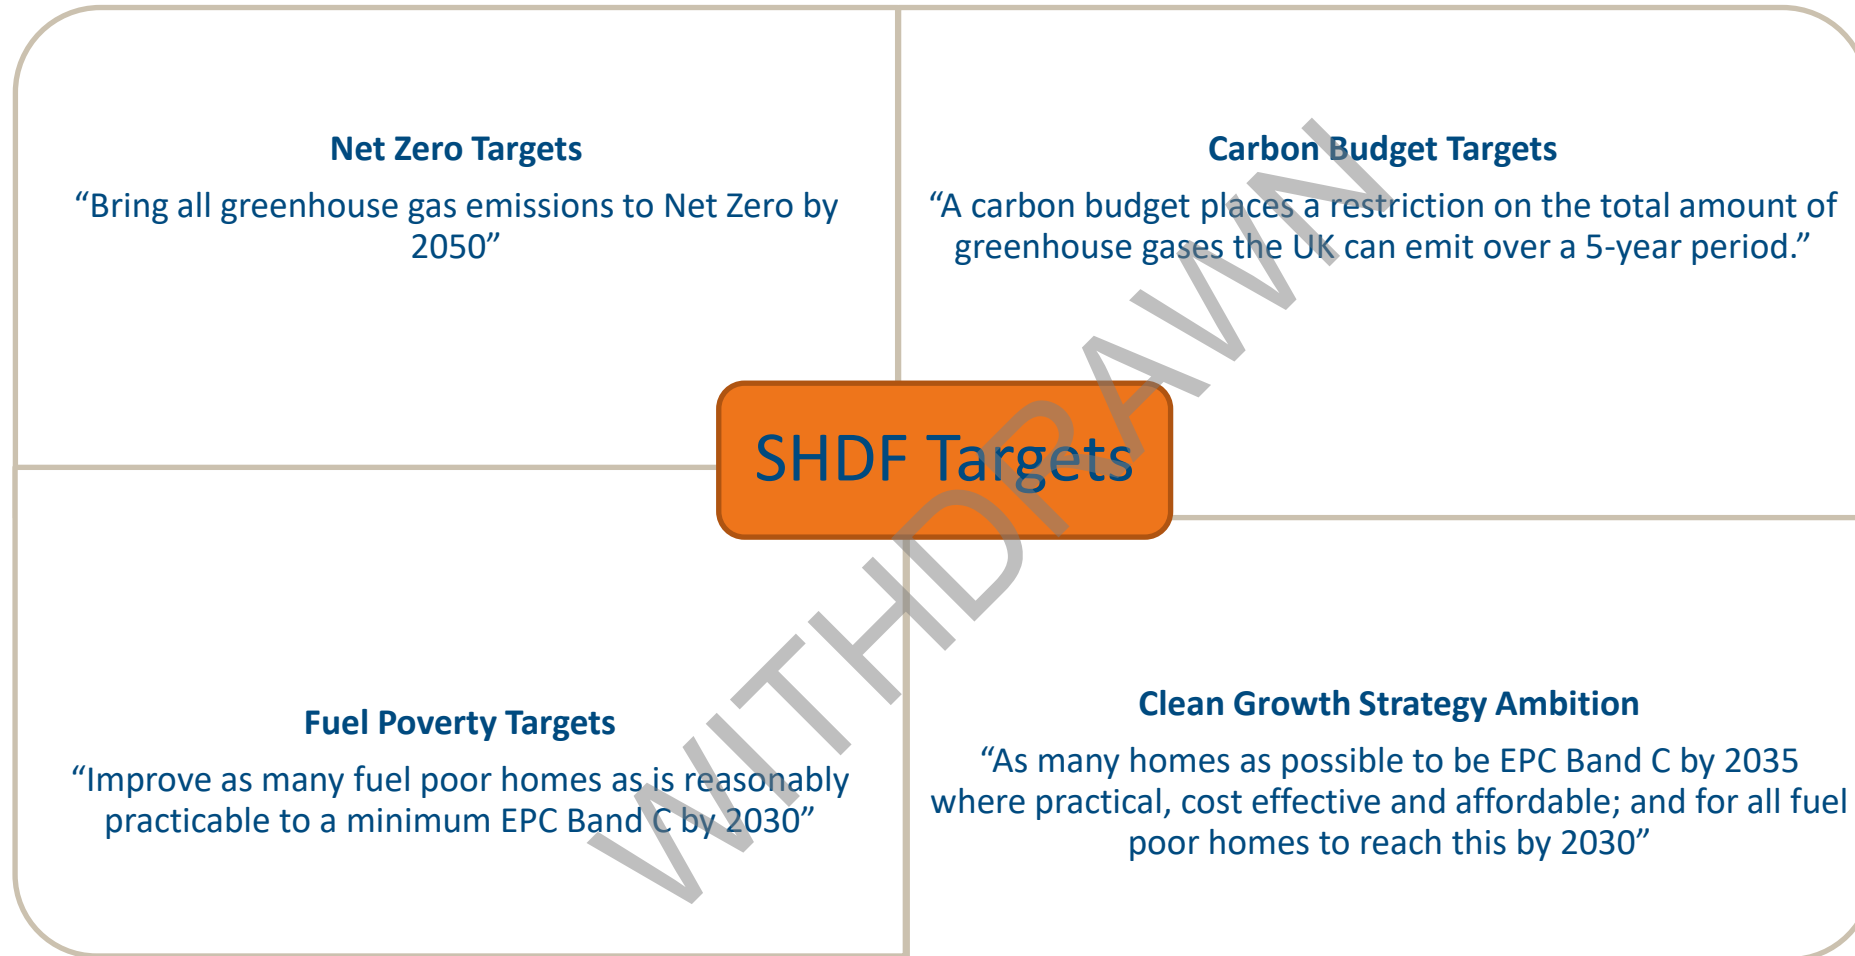 Net Zero Targets
“Bring all greenhouse gas emissions to Net Zero by
2050”
Carbon Budget Targets
“A carbon budget places a restriction on the total amount of
greenhouse gases the UK can emit over a 5-year period.”
SHDF Targets
Fuel Poverty Targets
“Improve as many fuel poor homes as is reasonably
practicable to a minimum EPC Band C by 2030”
Clean Growth Strategy Ambition
“As many homes as possible to be EPC Band C by 2035
where practical, cost effective and affordable; and for all fuel
poor homes to reach this by 2030”
WITHDRAWN